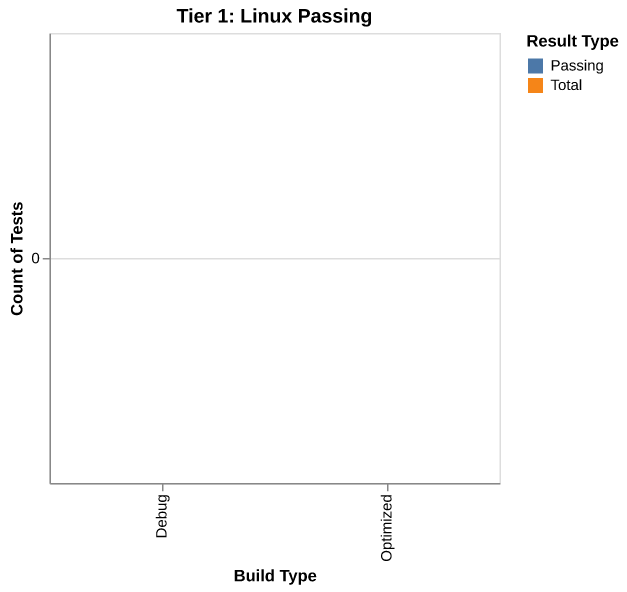 Tier 1: Linux Passing
Result Type
Passing
Total
Count of Tests
0
Debug
Optimized
Build Type